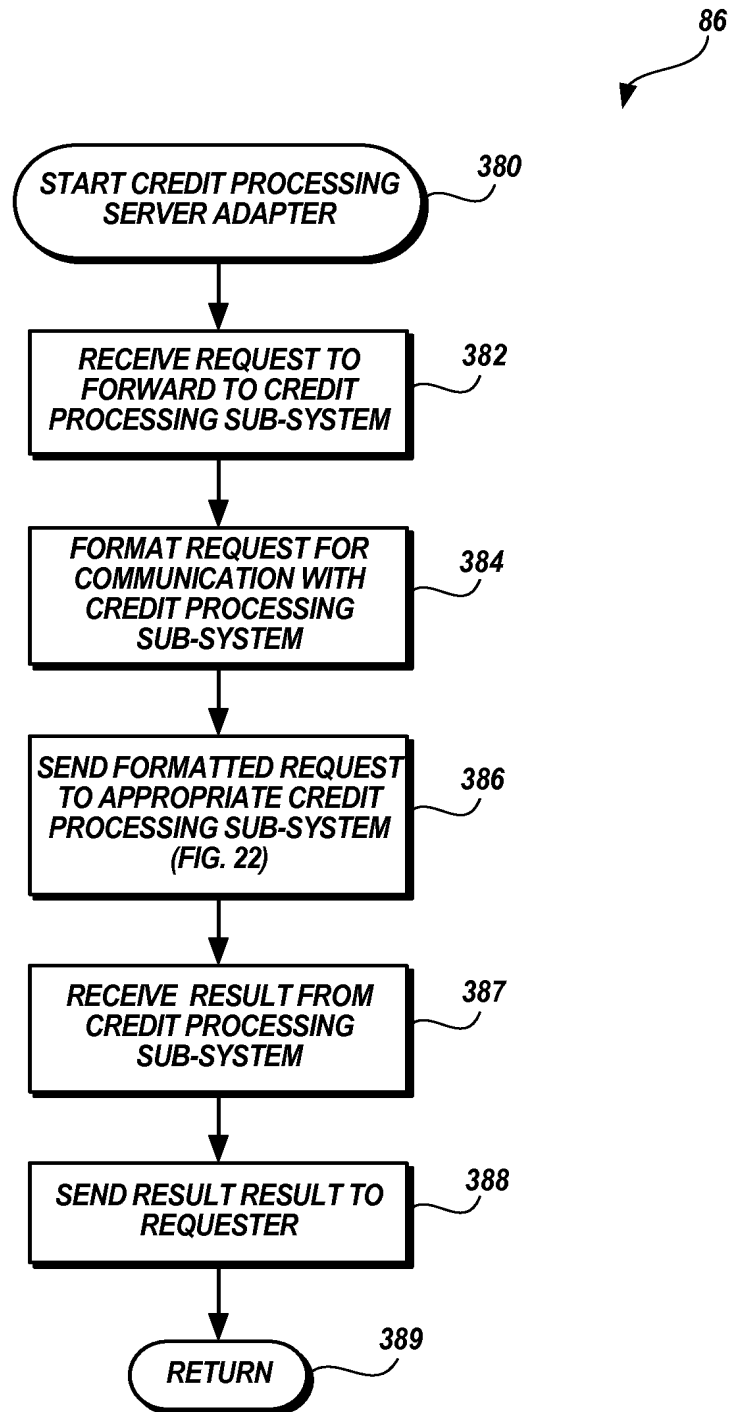 86
START CREDIT PROCESSING
SERVER ADAPTER
380
RECEIVE REQUEST TO
FORWARD TO CREDIT
PROCESSING SUB-SYSTEM
382
FORMAT REQUEST FOR
COMMUNICATION WITH
CREDIT PROCESSING
SUB-SYSTEM
384
SEND FORMATTED REQUEST
TO APPROPRIATE CREDIT
PROCESSING SUB-SYSTEM
(FIG. 22)
386
RECEIVE RESULT FROM
CREDIT PROCESSING
SUB-SYSTEM
387
SEND RESULT RESULT TO
REQUESTER
388
RETURN
389